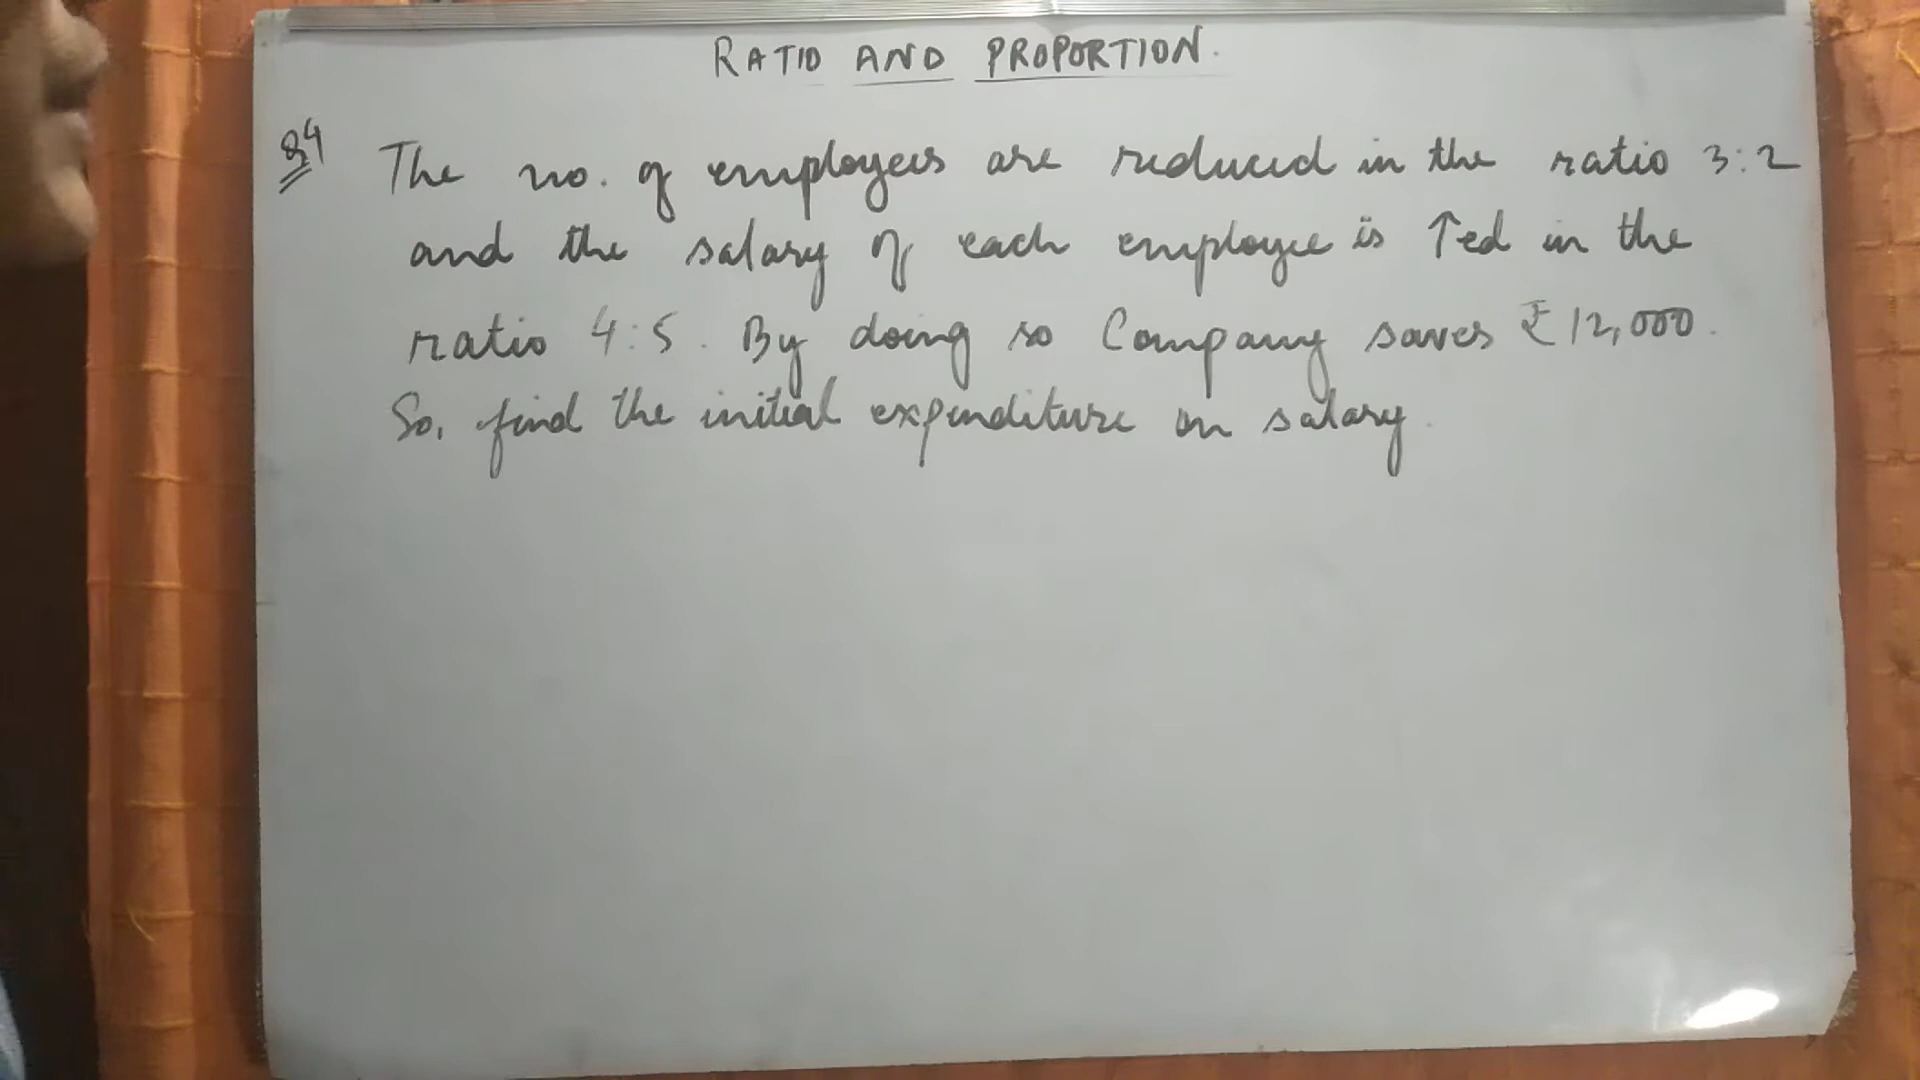 RATIO AND PROPORTION.
Q4 The no. of employees are reduced in the ratio 3:2
and the salary of each employee is ↑ed in the
ratio 4:5. By doing so Company saves ₹12,000.
So, find the initial expenditure on salary.